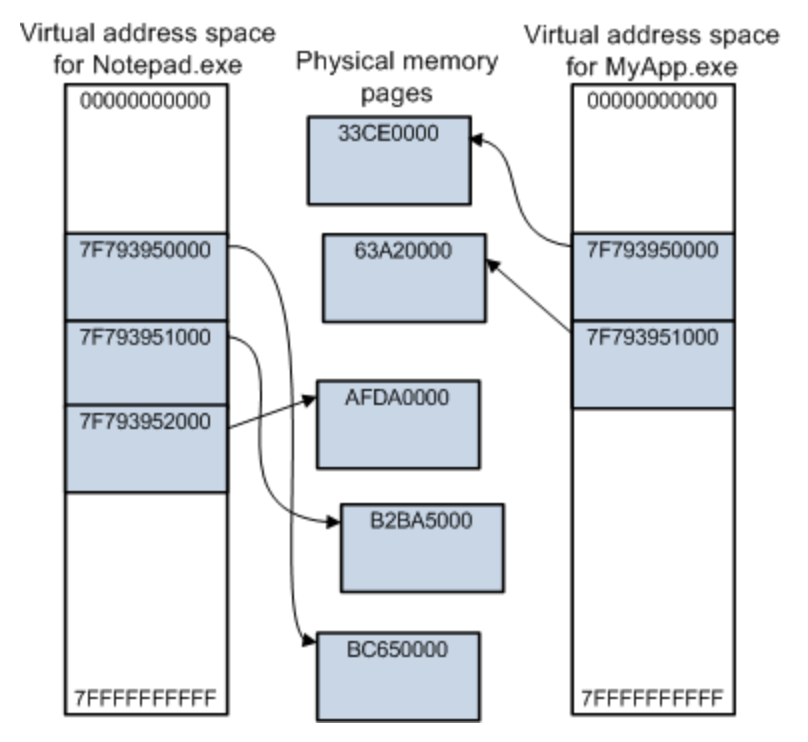 Virtual address space
for Notepad.exe
00000000000
7F793950000
7F793951000
7F793952000
7FFFFFFFFFF
Physical memory
pages
33CE0000
63A20000
AFDA0000
B2BA5000
BC650000
Virtual address space
for MyApp.exe
00000000000
7F793950000
7F793951000
7FFFFFFFFFF